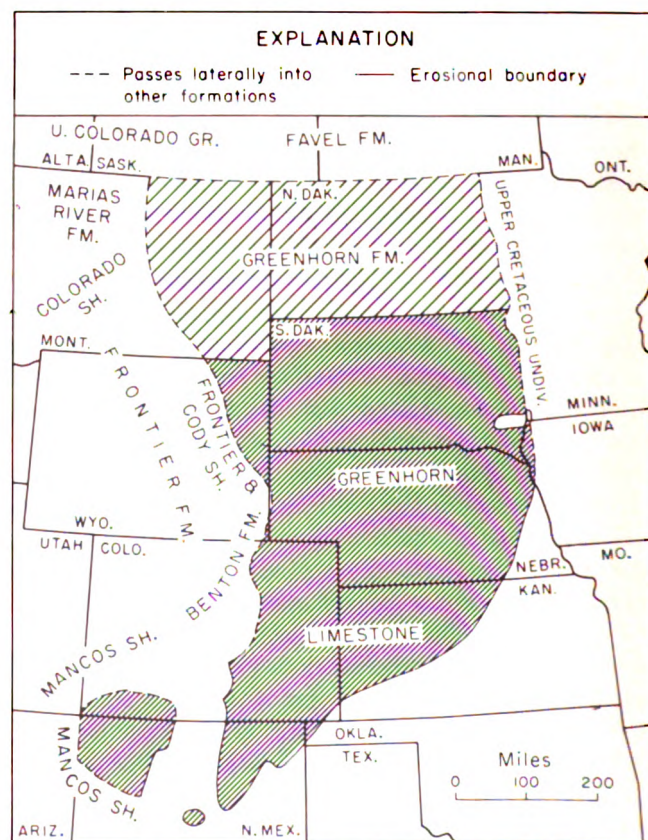 EXPLANATION
--- Passes laterally into other formations
— Erosional boundary
U. COLORADO GR.
FAVEL FM.
ALTA.
SASK.
MAN.
ONT.
MARIAS
RIVER
FM.
N. DAK.
UPPER CRETACEOUS UNDIV.
GREENHORN FM.
COLORADO
SH.
S. DAK.
MONT.
FRONTIER FM.
FRONTIER &
CODY SH.
MINN.
IOWA
GREENHORN
WYO.
UTAH
COLO.
BENTON FM.
NEBR.
KAN.
MO.
LIMESTONE
MANCOS SH.
MANCOS SH.
OKLA.
TEX.
Miles
0 100 200
ARIZ.
N. MEX.